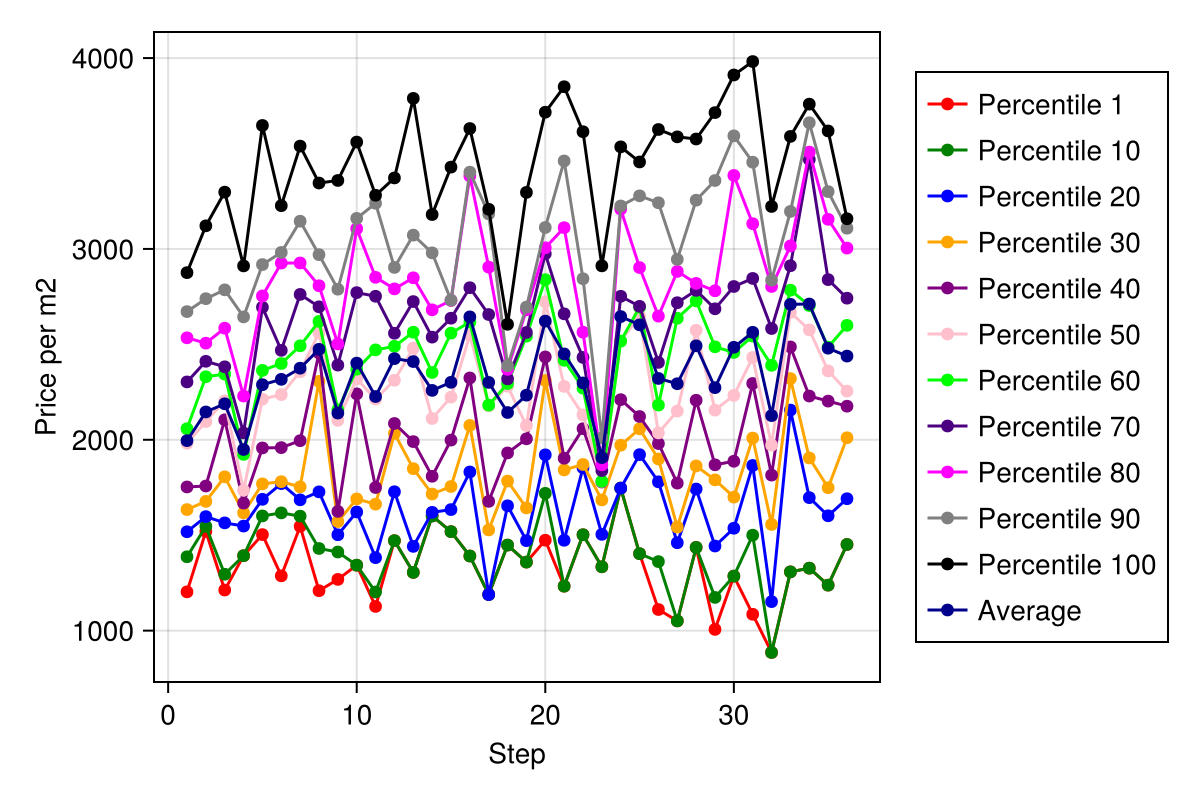 4000
3000
2000
1000
Price per m2
0 10 20 30
Step
Percentile 1
Percentile 10
Percentile 20
Percentile 30
Percentile 40
Percentile 50
Percentile 60
Percentile 70
Percentile 80
Percentile 90
Percentile 100
Average